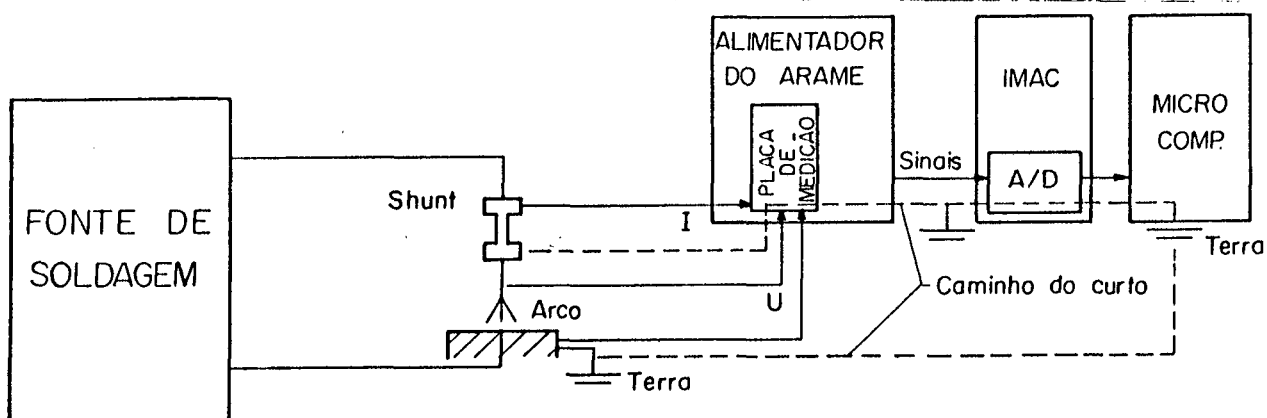 FONTE DE
SOLDAGEM
Shunt
Arco
Terra
I
U
ALIMENTADOR
DO ARAME
PLACA
DE
MEDIÇÃO
Sinais
IMAC
A/D
MICRO
COMP.
Terra
Caminho do curto